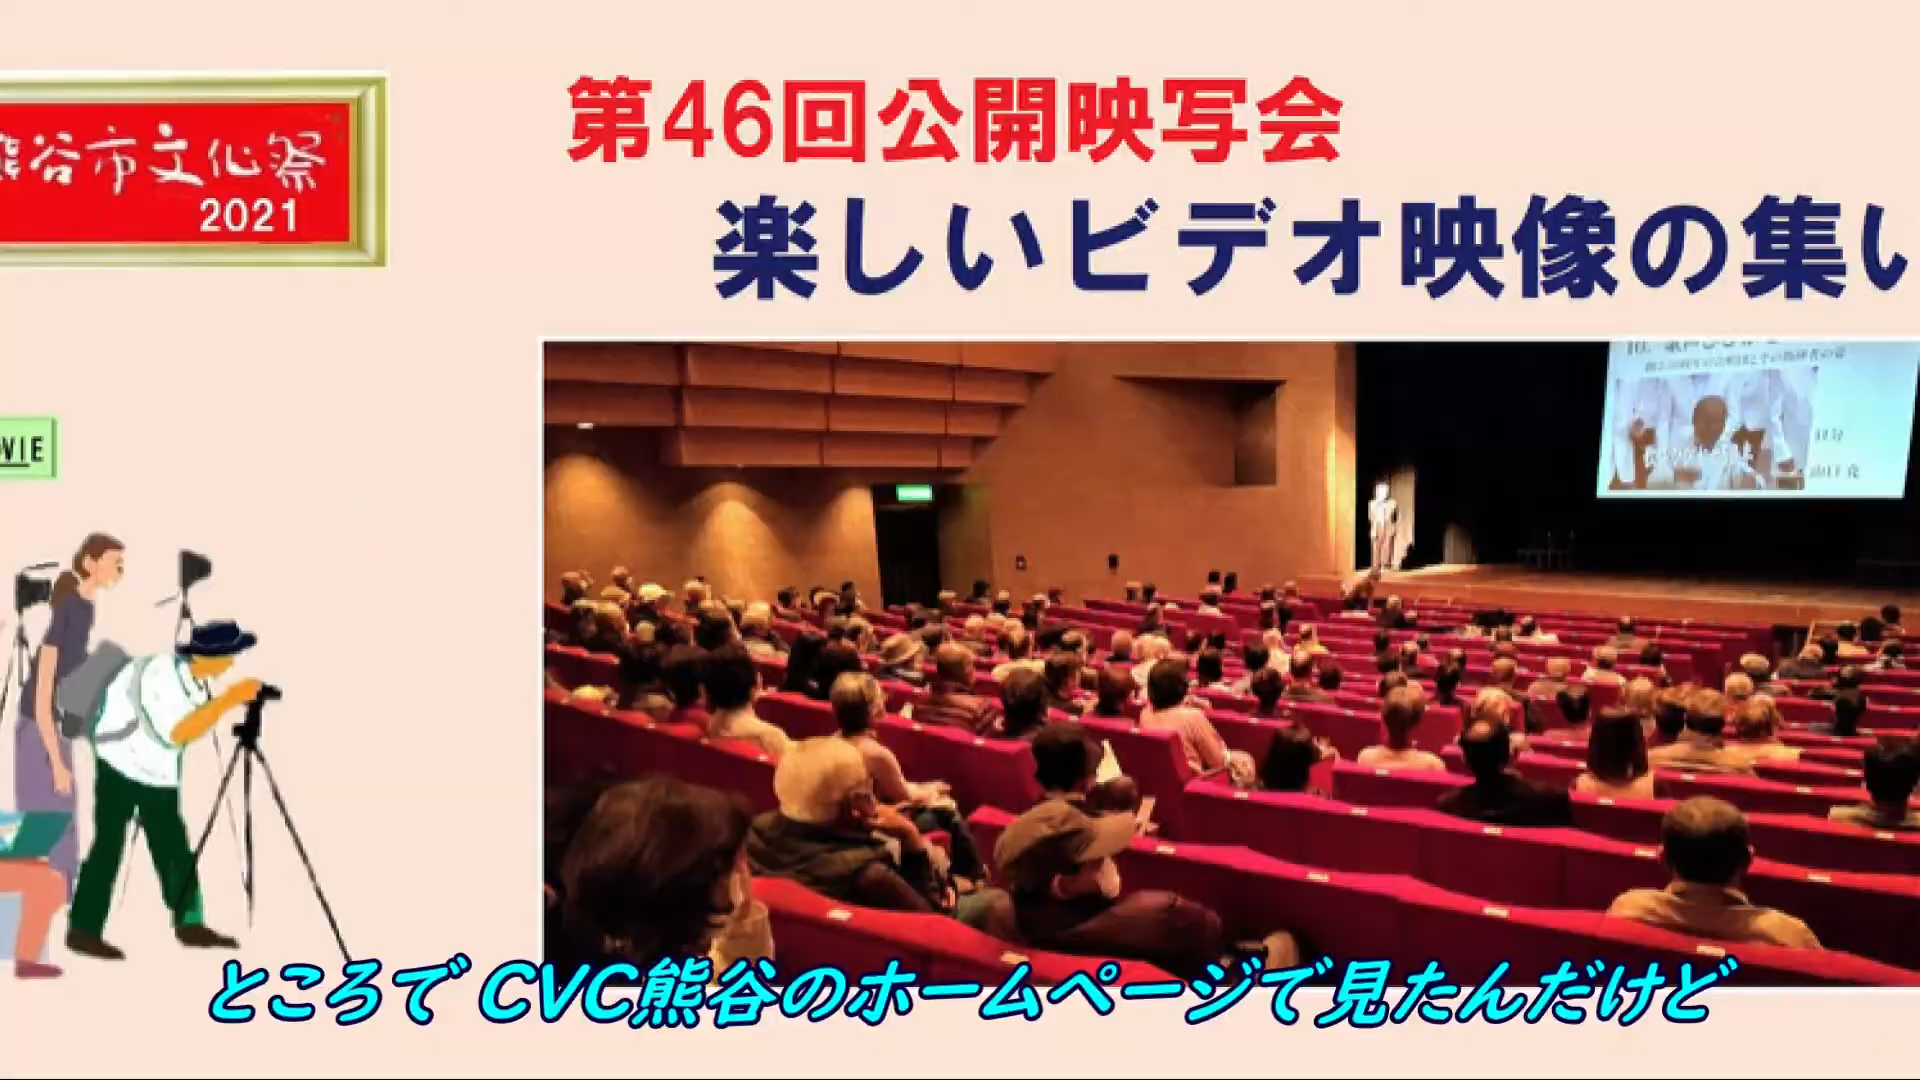 第46回公開映写会
熊谷市文化祭
2021
楽しいビデオ映像の集い
ところで CVC熊谷のホームページで見たんだけど